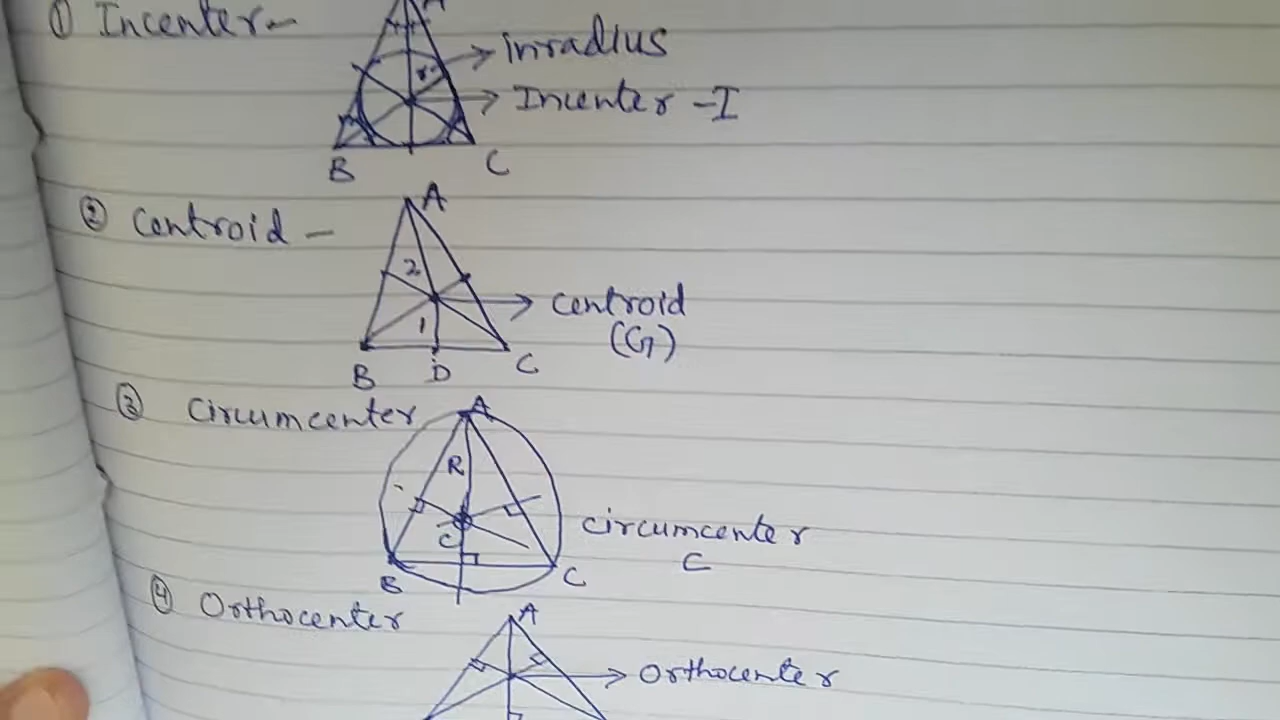 ① Incenter -
A
r
inradius
Incenter - I
B C
② Centroid -
A
2
1
Centroid
(G)
B D C
③ Circumcenter
A
R
C
circumcenter
C
B C
④ Orthocenter
A
Orthocenter